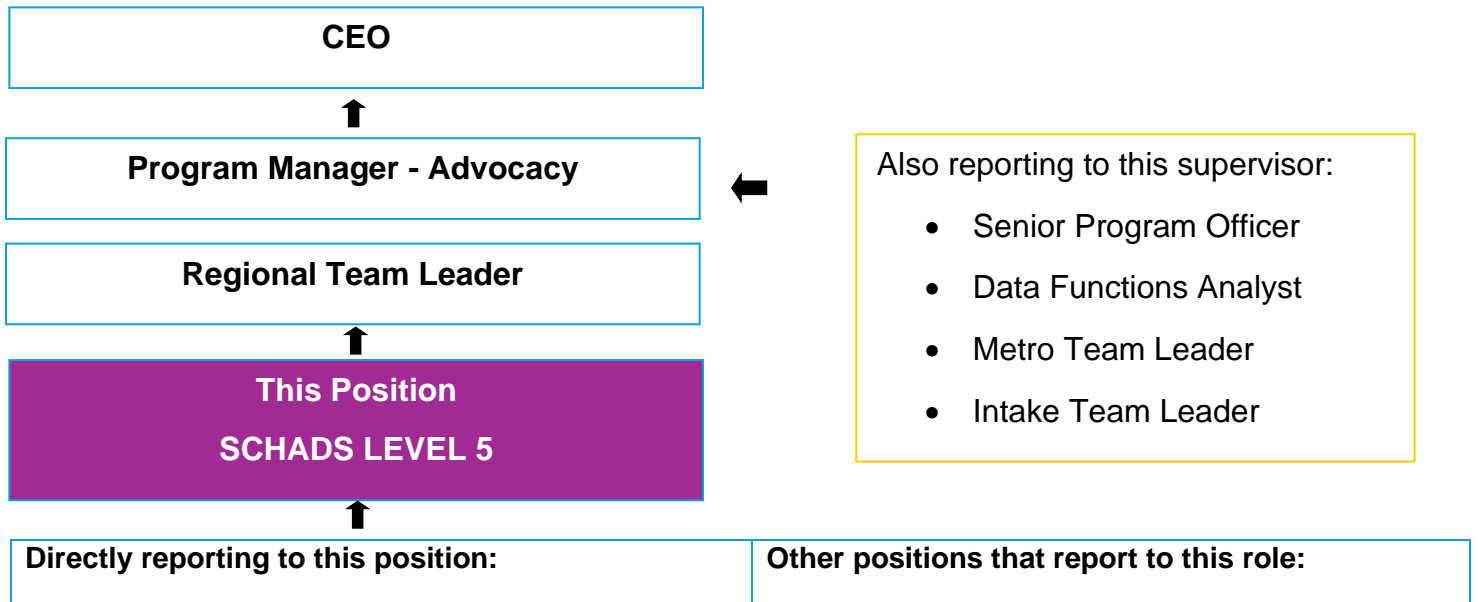 CEO
Program Manager - Advocacy
Regional Team Leader
This Position
SCHADS LEVEL 5
Also reporting to this supervisor:
• Senior Program Officer
• Data Functions Analyst
• Metro Team Leader
• Intake Team Leader
Directly reporting to this position:
Other positions that report to this role: